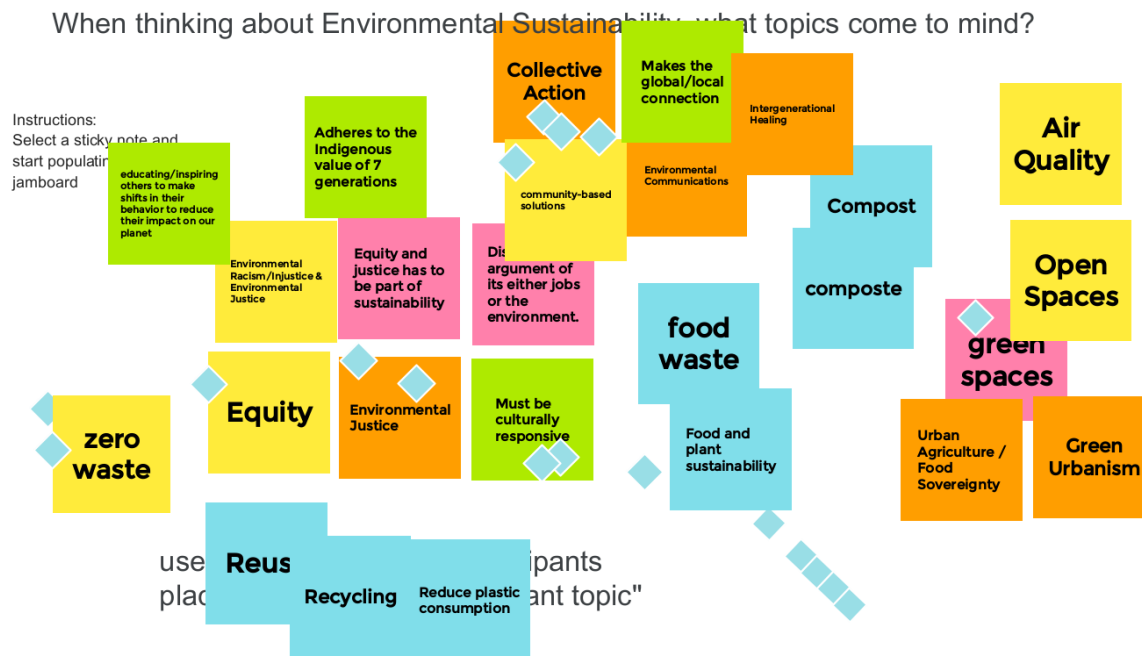 When thinking about Environmental Sustainability, what topics come to mind?
Instructions:
Select a sticky note and
start populatin
jamboard
educating/inspiring
others to make
shifts in their
behavior to reduce
their impact on our
planet
Adheres to the
Indigenous
value of 7
generations
Collective
Action
Makes the
global/local
connection
Intergenerational
Healing
Environmental
Communications
community-based
solutions
Environmental
Racism/Injustice &
Environmental
Justice
Equity and
justice has to
be part of
sustainability
argument of
its either jobs
or the
environment.
Compost
composte
Air
Quality
Open
Spaces
green
spaces
food
waste
Food and
plant
sustainability
zero
waste
Equity
Environmental
Justice
Must be
culturally
responsive
Urban
Agriculture /
Food
Sovereignty
Green
Urbanism
Reus
Recycling
Reduce plastic
consumption
use ipants
plac ant topic"